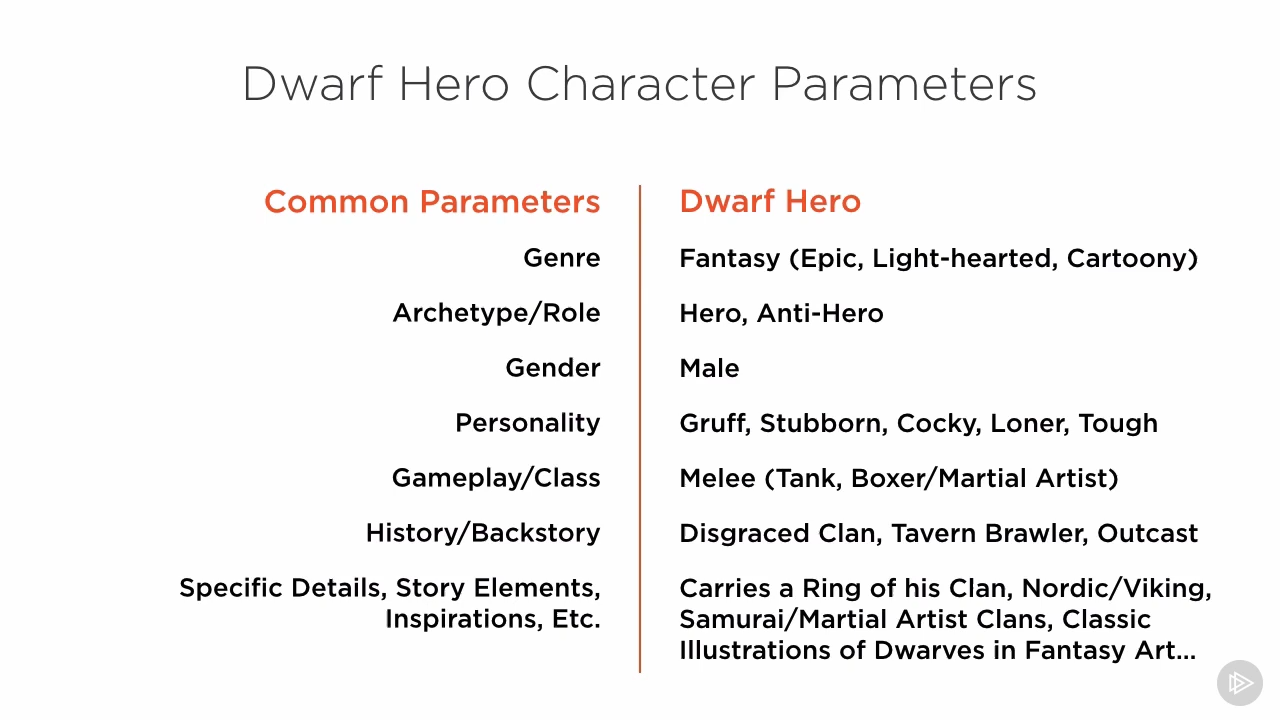 Dwarf Hero Character Parameters
Common Parameters
Dwarf Hero
Genre
Fantasy (Epic, Light-hearted, Cartoony)
Archetype/Role
Hero, Anti-Hero
Gender
Male
Personality
Gruff, Stubborn, Cocky, Loner, Tough
Gameplay/Class
Melee (Tank, Boxer/Martial Artist)
History/Backstory
Disgraced Clan, Tavern Brawler, Outcast
Specific Details, Story Elements,
Inspirations, Etc.
Carries a Ring of his Clan, Nordic/Viking,
Samurai/Martial Artist Clans, Classic
Illustrations of Dwarves in Fantasy Art...